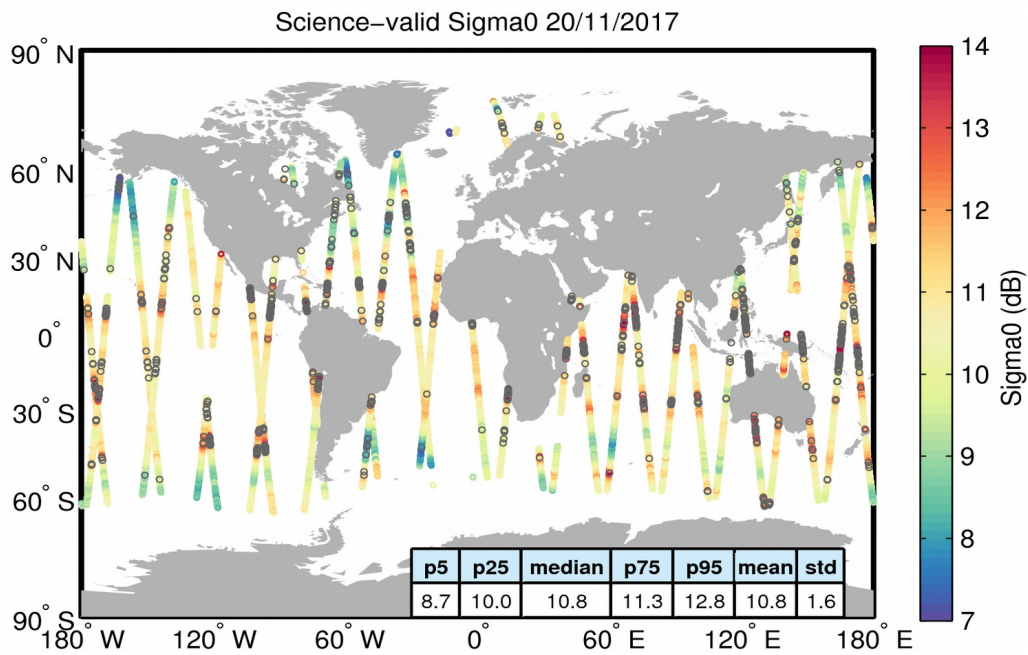 Science-valid Sigma0 20/11/2017
90° N
60° N
30° N
0°
30° S
60° S
90° S
180° W
120° W
60° W
0°
60° E
120° E
180° E
p5 p25 median p75 p95 mean std
8.7 10.0 10.8 11.3 12.8 10.8 1.6
14
13
12
11
10
9
8
7
Sigma0 (dB)